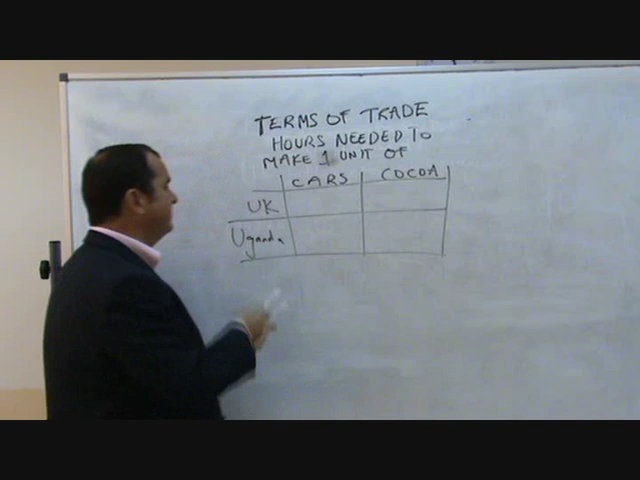 TERMS OF TRADE
HOURS NEEDED TO
MAKE 1 UNIT OF
CARS COCOA
UK
Uganda